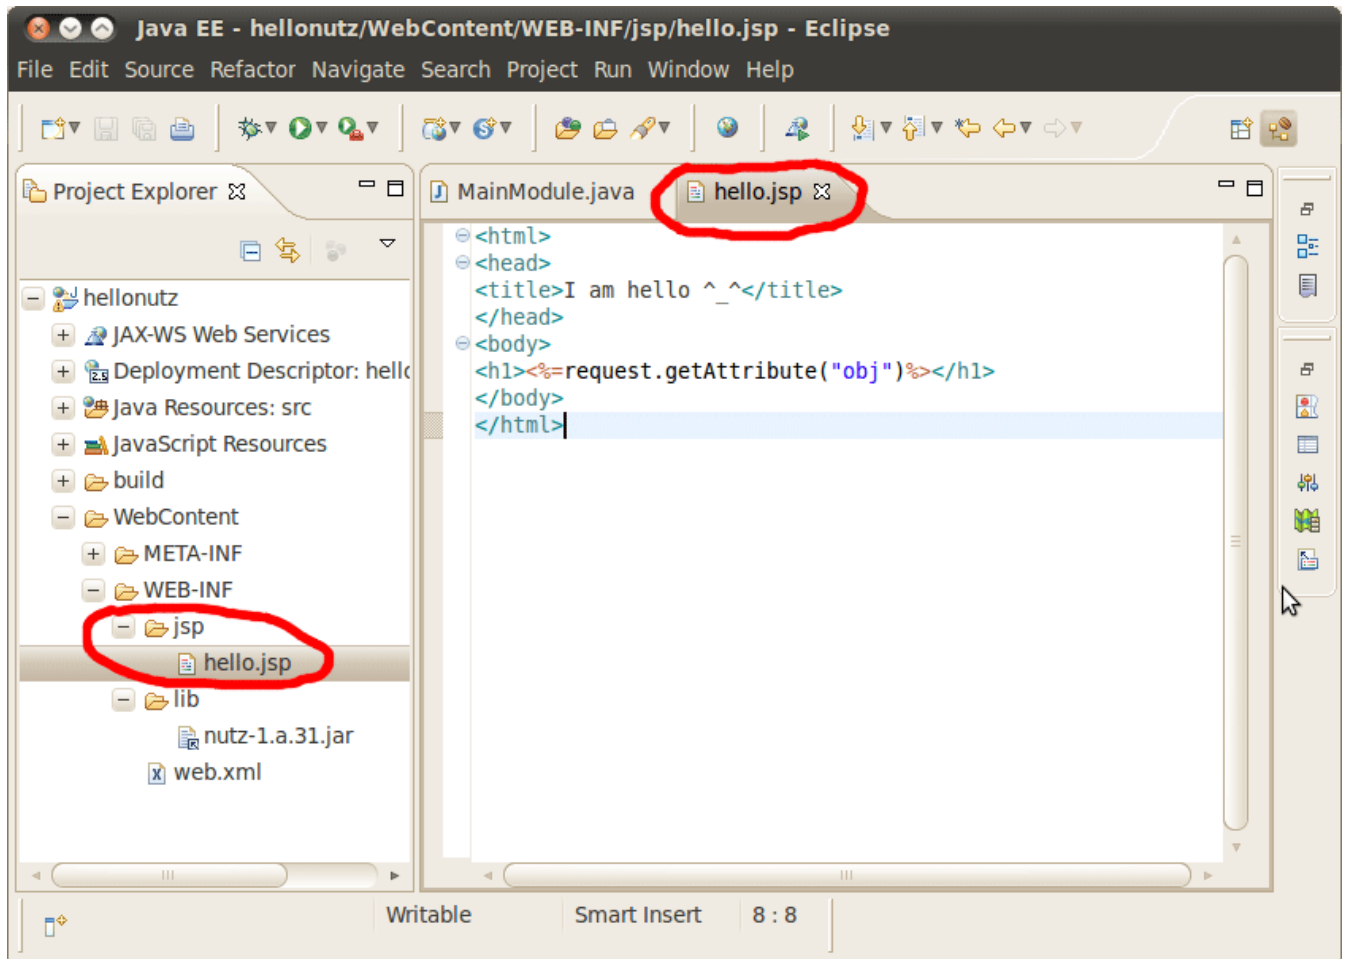 Java EE - hellonutz/WebContent/WEB-INF/jsp/hello.jsp - Eclipse
File Edit Source Refactor Navigate Search Project Run Window Help
Project Explorer
MainModule.java
hello.jsp
hellonutz
JAX-WS Web Services
2.5
Deployment Descriptor: hello
Java Resources: src
JavaScript Resources
build
WebContent
META-INF
WEB-INF
jsp
hello.jsp
lib
nutz-1.a.31.jar
web.xml
<html>
<head>
<title>I am hello ^_^</title>
</head>
<body>
<h1><%=request.getAttribute("obj")%></h1>
</body>
</html>
Writable
Smart Insert
8 : 8